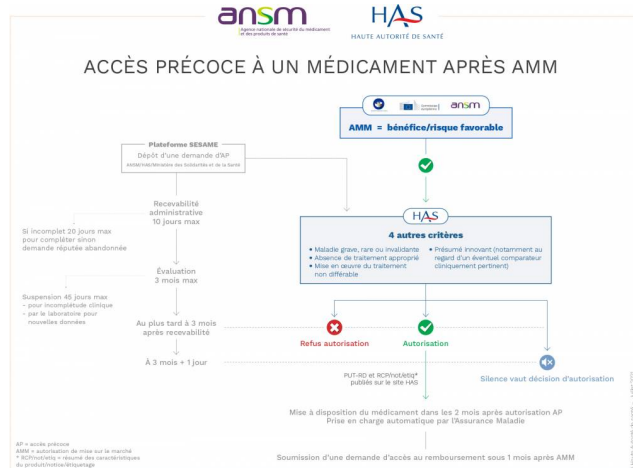 ansm
Agence nationale de sécurité du médicament
et des produits de santé
HAS
HAUTE AUTORITÉ DE SANTÉ
ACCÈS PRÉCOCE À UN MÉDICAMENT APRÈS AMM
ansm
AMM = bénéfice/risque favorable
Plateforme SESAME
Dépôt d'une demande d'AP
ANSM/HAS/Ministère des Solidarités et de la Santé
Recevabilité
administrative
10 jours max
Si incomplet 20 jours max
pour compléter sinon
demande réputée abandonnée
Évaluation
3 mois max
Suspension 45 jours max
- pour incomplétude clinique
- par le laboratoire pour
nouvelles données
Au plus tard à 3 mois
après recevabilité
À 3 mois + 1 jour
HAS
4 autres critères
• Maladie grave, rare ou invalidante
• Absence de traitement approprié
• Mise en œuvre du traitement
non différable
• Présumé innovant (notamment au
regard d'un éventuel comparateur
cliniquement pertinent)
Refus autorisation
Autorisation
Silence vaut décision d'autorisation
PUT-RD et RCP/not/étiq*
publiés sur le site HAS
Mise à disposition du médicament dans les 2 mois après autorisation AP
Prise en charge automatique par l'Assurance Maladie
Soumission d'une demande d'accès au remboursement sous 1 mois après AMM
AP = accès précoce
AMM = autorisation de mise sur le marché
* RCP/not/étiq = résumé des caractéristiques
du produit/notice/étiquetage